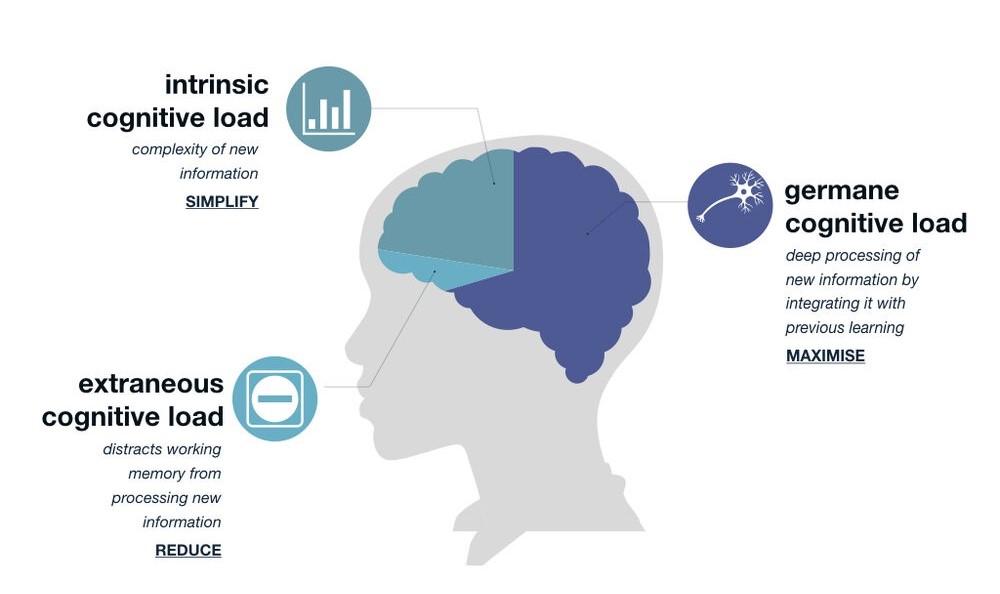 intrinsic
cognitive load
complexity of new
information
SIMPLIFY
germane
cognitive load
deep processing of
new information by
integrating it with
previous learning
MAXIMISE
extraneous
cognitive load
distracts working
memory from
processing new
information
REDUCE